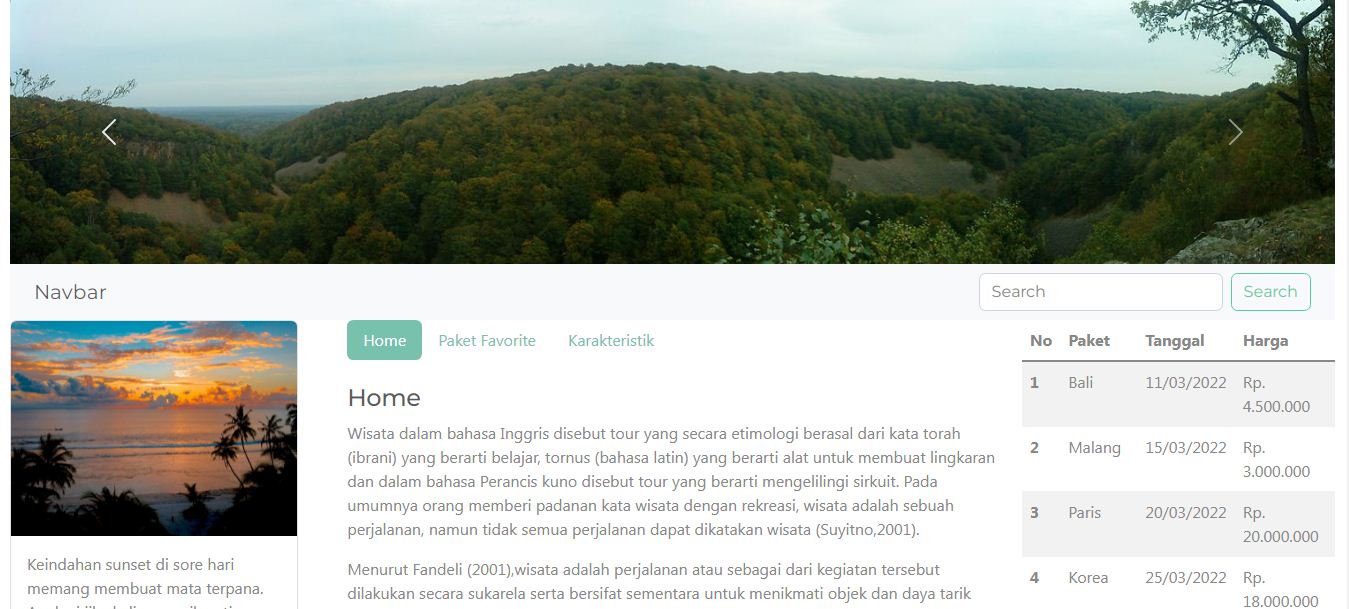 Navbar
Search
Search
Keindahan sunset di sore hari
memang membuat mata terpana.
Home
Paket Favorite
Karakteristik
Home
Wisata dalam bahasa Inggris disebut tour yang secara etimologi berasal dari kata torah
(ibrani) yang berarti belajar, tornus (bahasa latin) yang berarti alat untuk membuat lingkaran
dan dalam bahasa Perancis kuno disebut tour yang berarti mengelilingi sirkuit. Pada
umumnya orang memberi padanan kata wisata dengan rekreasi, wisata adalah sebuah
perjalanan, namun tidak semua perjalanan dapat dikatakan wisata (Suyitno,2001).
Menurut Fandeli (2001),wisata adalah perjalanan atau sebagai dari kegiatan tersebut
dilakukan secara sukarela serta bersifat sementara untuk menikmati objek dan daya tarik
No Paket Tanggal Harga
1 Bali 11/03/2022 Rp.
4.500.000
2 Malang 15/03/2022 Rp.
3.000.000
3 Paris 20/03/2022 Rp.
20.000.000
4 Korea 25/03/2022 Rp.
18.000.000